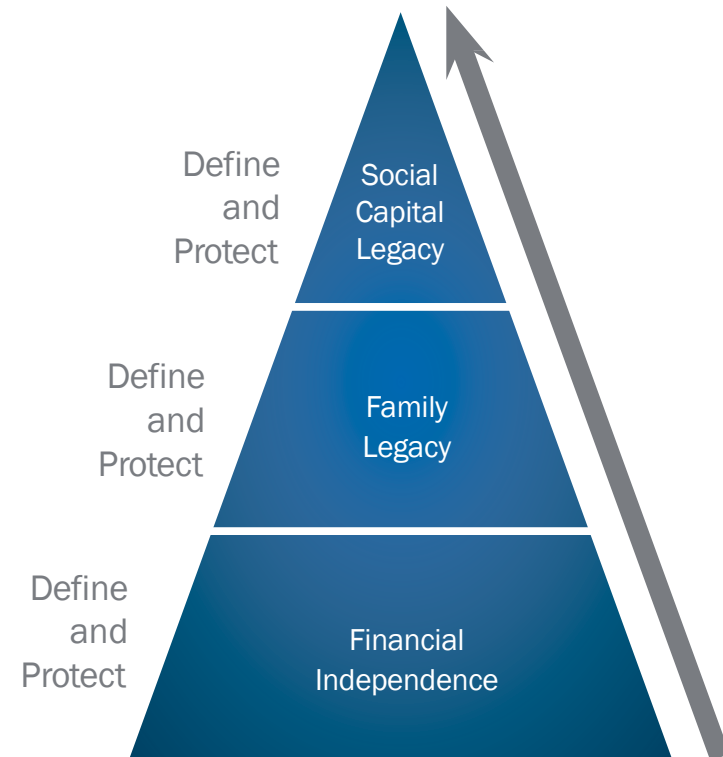 Define
and
Protect
Social
Capital
Legacy
Define
and
Protect
Family
Legacy
Define
and
Protect
Financial
Independence